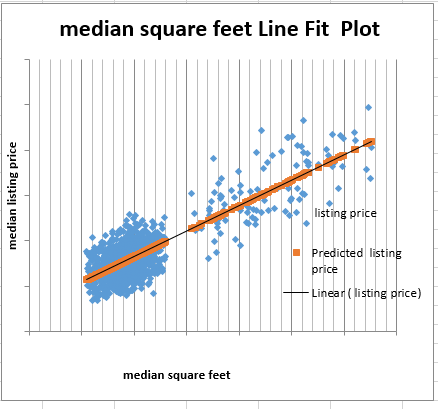 median square feet Line Fit Plot
median listing price
listing price
Predicted listing
price
Linear ( listing price)
median square feet